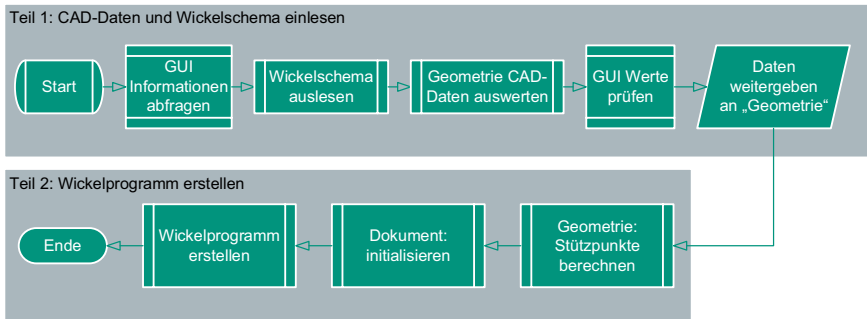 Teil 1: CAD-Daten und Wickelschema einlesen
Start
GUI
Informationen
abfragen
Wickelschema
auslesen
Geometrie CAD-
Daten auswerten
GUI Werte
prüfen
Daten
weitergeben
an „Geometrie“
Teil 2: Wickelprogramm erstellen
Ende
Wickelprogramm
erstellen
Dokument:
initialisieren
Geometrie:
Stützpunkte
berechnen